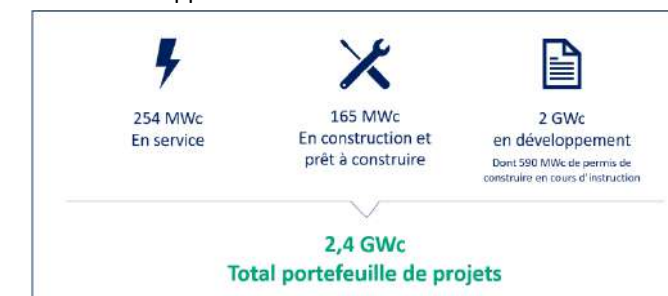 254 MWc
En service
165 MWc
En construction et
prêt à construire
2 GWc
en développement
Dont 590 MWc de permis de
construire en cours d'instruction
2,4 GWc
Total portefeuille de projets